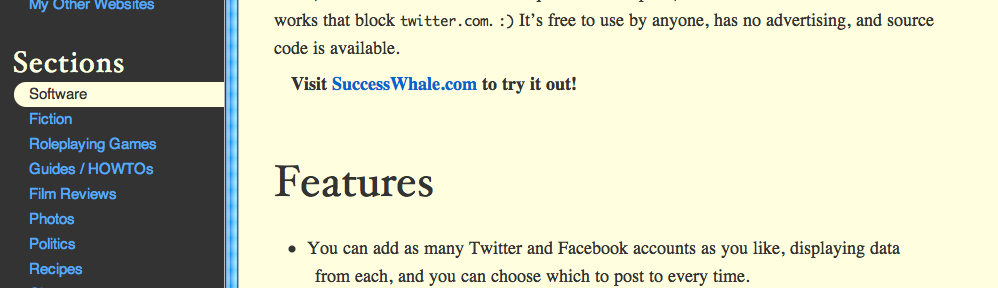 My Other Websites
Sections
Software
Fiction
Roleplaying Games
Guides / HOWTOs
Film Reviews
Photos
Politics
Recipes
works that block twitter.com. :) It’s free to use by anyone, has no advertising, and source
code is available.
Visit SuccessWhale.com to try it out!
Features
• You can add as many Twitter and Facebook accounts as you like, displaying data
from each, and you can choose which to post to every time.